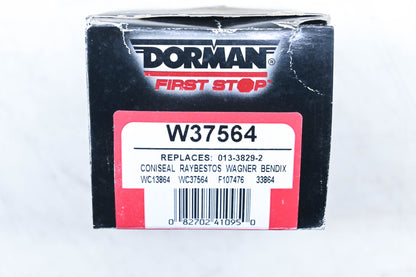 DORMAN
FIRST STOP
W37564
REPLACES: 013-3829-2
CONISEAL RAYBESTOS WAGNER BENDIX
WC13864 WC37564 F107476 33864
0 82702 41095 0